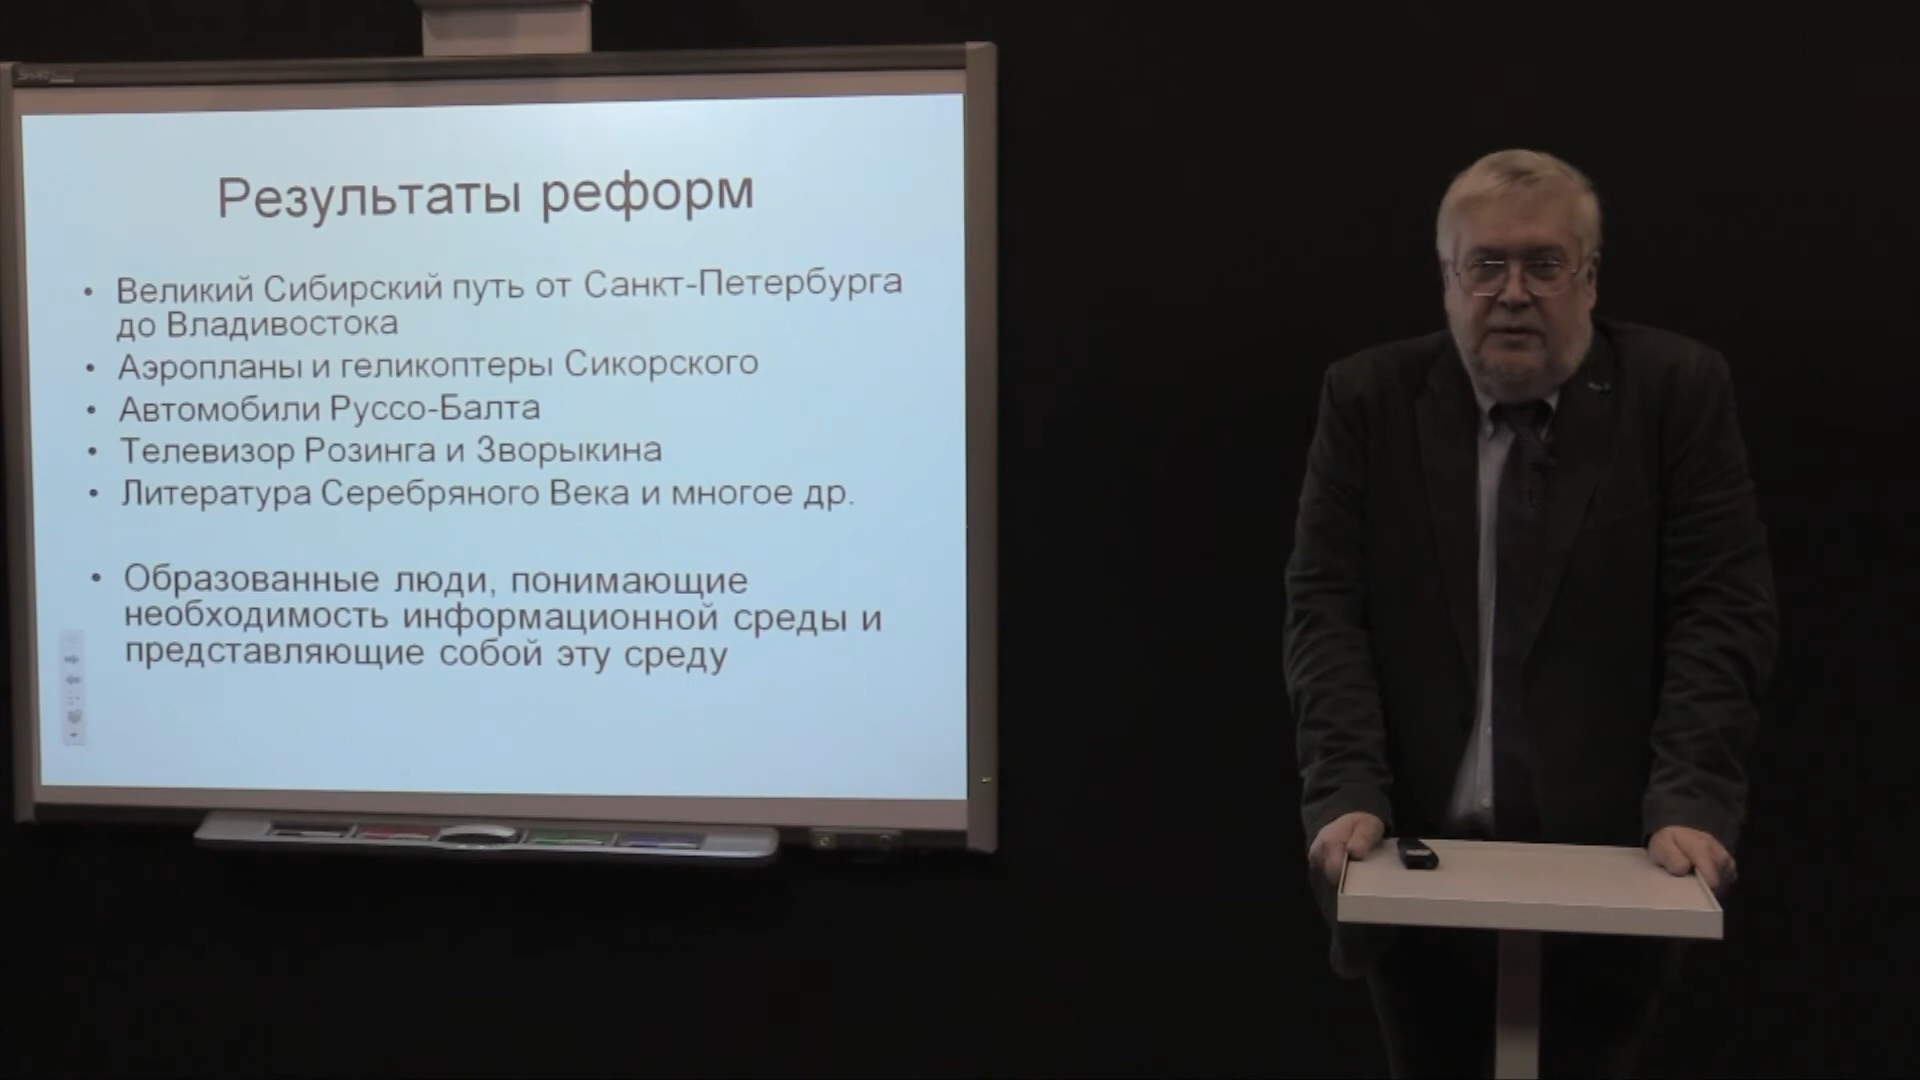 Результаты реформ
• Великий Сибирский путь от Санкт-Петербурга
до Владивостока
• Аэропланы и геликоптеры Сикорского
• Автомобили Руссо-Балта
• Телевизор Розинга и Зворыкина
• Литература Серебряного Века и многое др.
• Образованные люди, понимающие
необходимость информационной среды и
представляющие собой эту среду